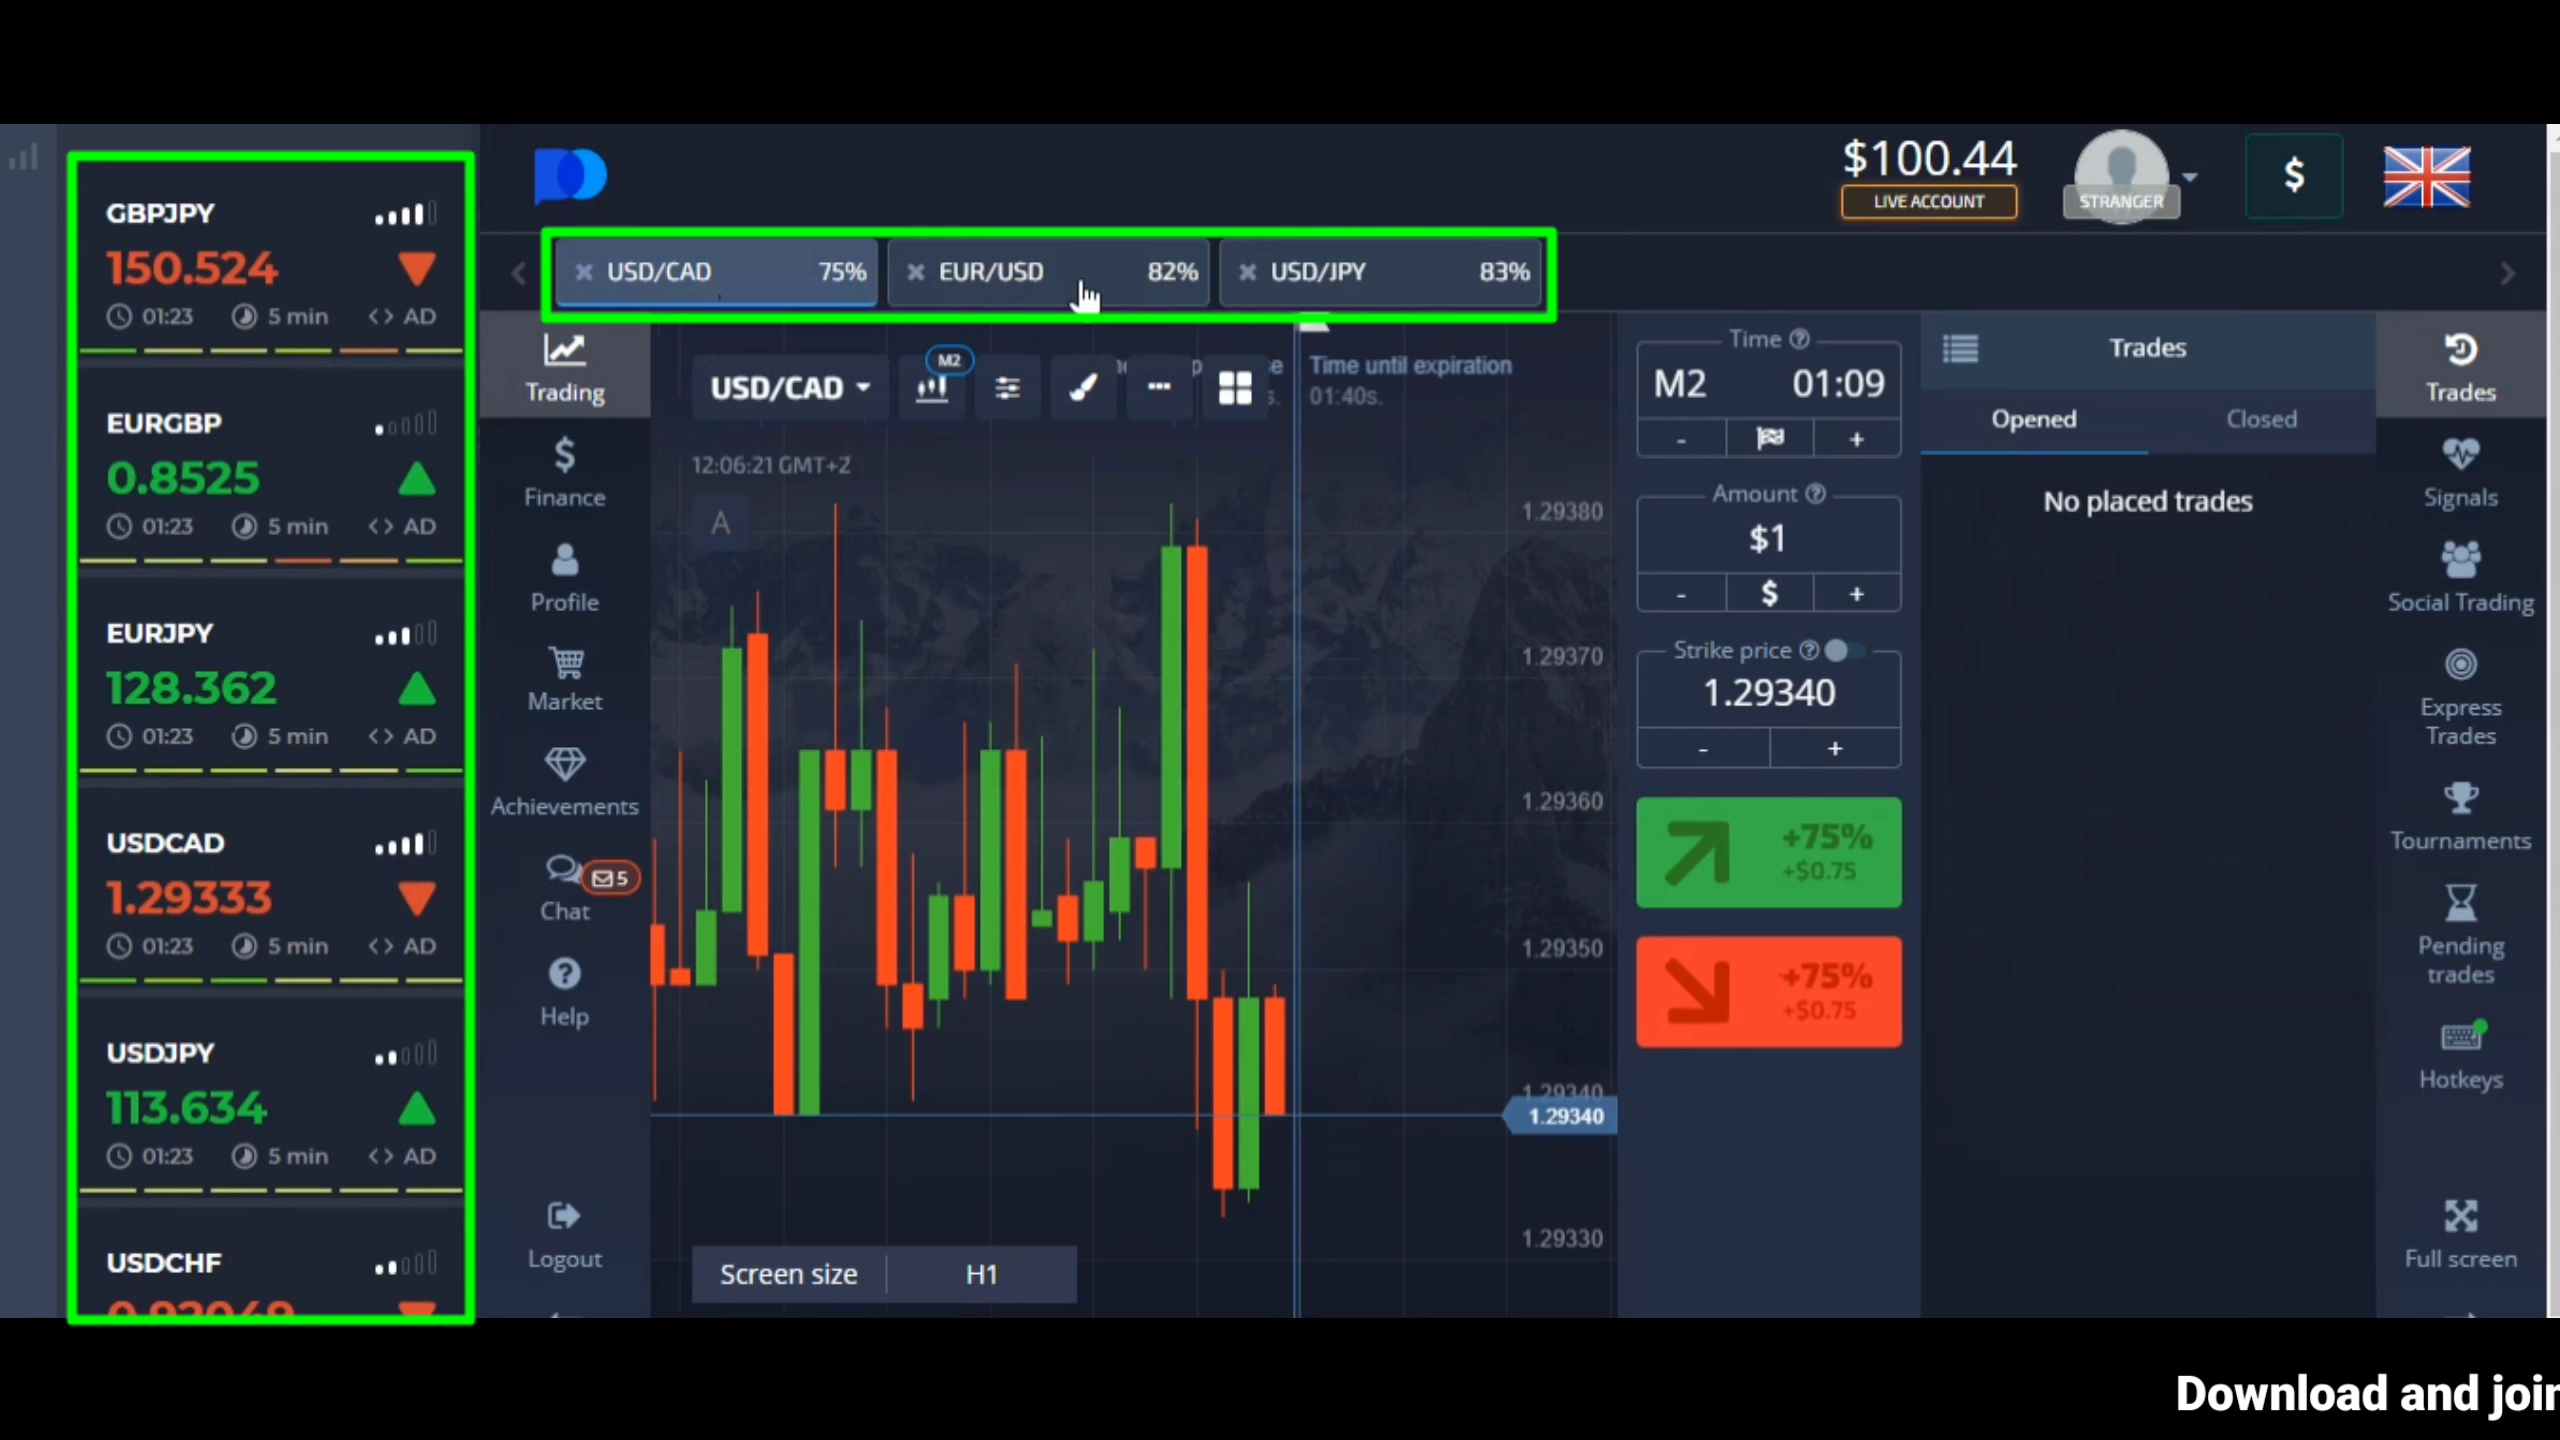 GBPJPY
150.524
01:23 5 min <> AD
EURGBP
0.8525
01:23 5 min <> AD
EURJPY
128.362
01:23 5 min <> AD
USDCAD
1.29333
01:23 5 min <> AD
USDJPY
113.634
01:23 5 min <> AD
USDCHF
$100.44
LIVE ACCOUNT
STRANGER
$
USD/CAD 75%
EUR/USD 82%
USD/JPY 83%
Trading
Finance
Profile
Market
Achievements
5
Chat
Help
Logout
USD/CAD
M2
Time until expiration
01:40s.
12:06:21 GMT+2
A
1.29380
1.29370
1.29360
1.29350
1.29340
1.29340
1.29330
Screen size H1
Time
M2 01:09
- +
Amount
$1
- $ +
Strike price
1.29340
- +
+75%
+$0.75
+75%
+$0.75
Trades
Opened Closed
No placed trades
Trades
Signals
Social Trading
Express
Trades
Tournaments
Pending
trades
Hotkeys
Full screen
Download and join